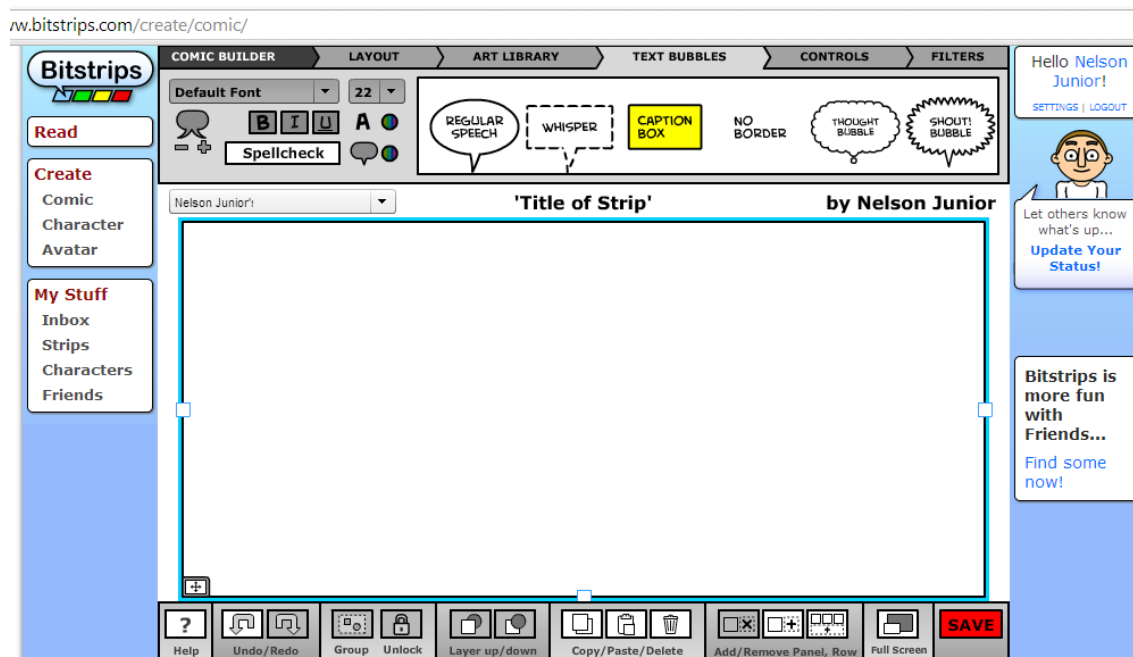 ww.bitstrips.com/create/comic/
Bitstrips
Read
Create
Comic
Character
Avatar
My Stuff
Inbox
Strips
Characters
Friends
COMIC BUILDER
LAYOUT
ART LIBRARY
TEXT BUBBLES
CONTROLS
FILTERS
Default Font
22
B I U A
Spellcheck
REGULAR
SPEECH
WHISPER
CAPTION
BOX
NO
BORDER
THOUGHT
BUBBLE
SHOUT!
BUBBLE
Nelson Junior's
'Title of Strip'
by Nelson Junior
?
Help
Undo/Redo
Group
Unlock
Layer up/down
Copy/Paste/Delete
Add/Remove Panel, Row
Full Screen
SAVE
Hello Nelson
Junior!
SETTINGS | LOGOUT
Let others know
what's up...
Update Your
Status!
Bitstrips is
more fun
with
Friends...
Find some
now!